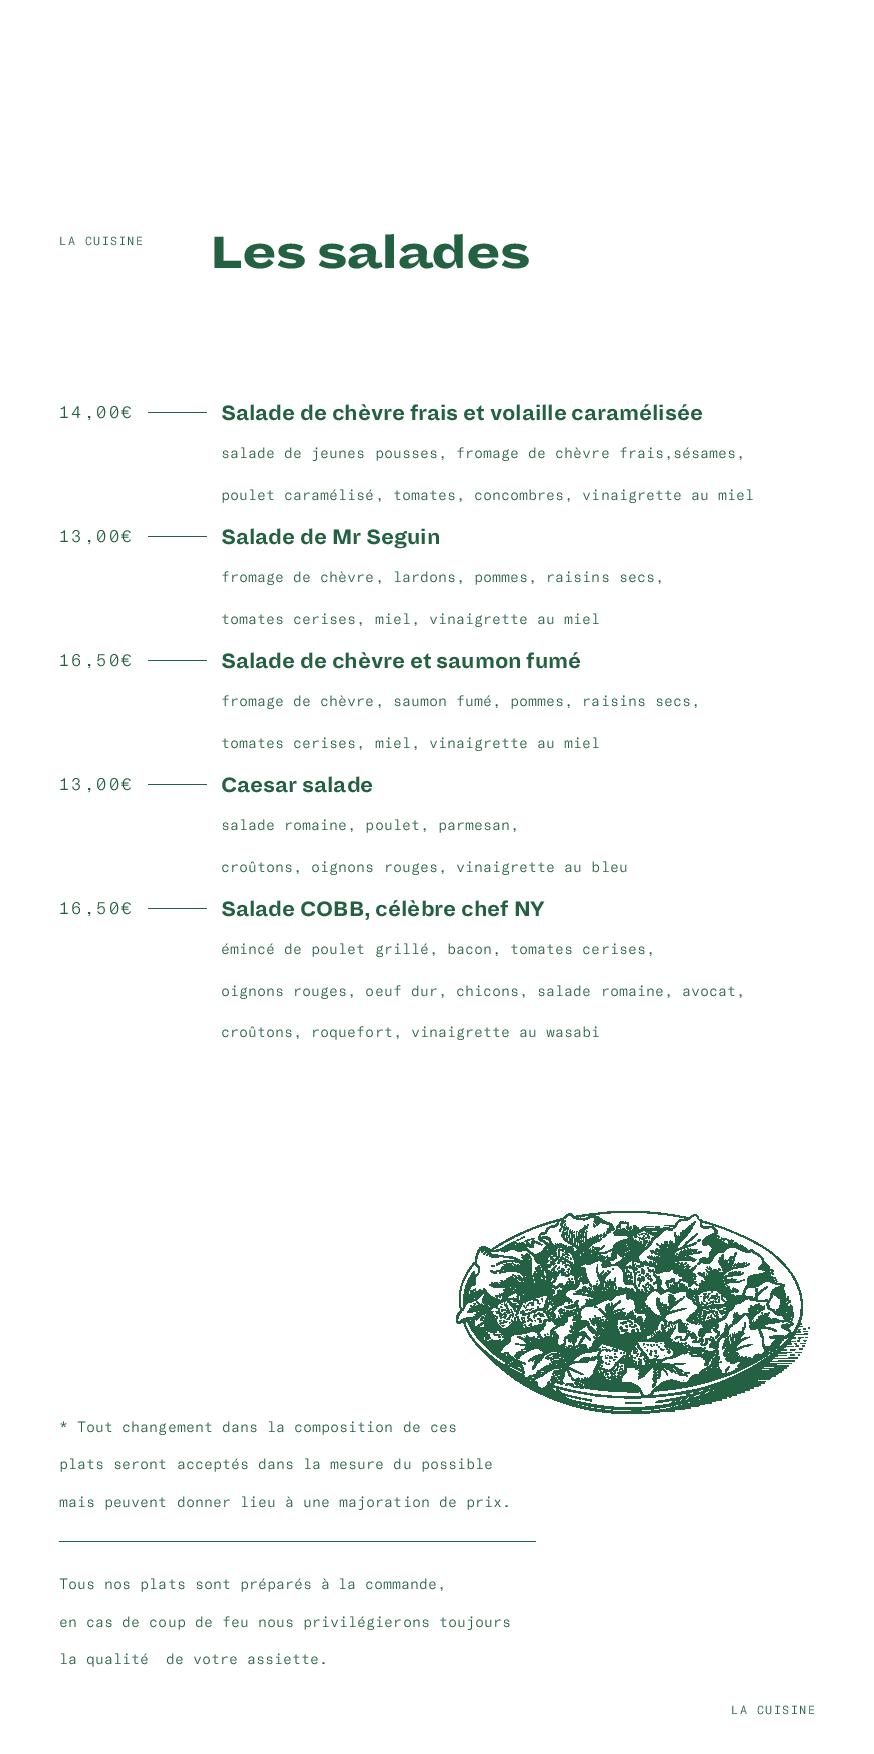 LA CUISINE
Les salades
14,00€ Salade de chèvre frais et volaille caramélisée
salade de jeunes pousses, fromage de chèvre frais,sésames,
poulet caramélisé, tomates, concombres, vinaigrette au miel
13,00€ Salade de Mr Seguin
fromage de chèvre, lardons, pommes, raisins secs,
tomates cerises, miel, vinaigrette au miel
16,50€ Salade de chèvre et saumon fumé
fromage de chèvre, saumon fumé, pommes, raisins secs,
tomates cerises, miel, vinaigrette au miel
13,00€ Caesar salade
salade romaine, poulet, parmesan,
croûtons, oignons rouges, vinaigrette au bleu
16,50€ Salade COBB, célèbre chef NY
émincé de poulet grillé, bacon, tomates cerises,
oignons rouges, oeuf dur, chicons, salade romaine, avocat,
croûtons, roquefort, vinaigrette au wasabi
* Tout changement dans la composition de ces
plats seront acceptés dans la mesure du possible
mais peuvent donner lieu à une majoration de prix.
Tous nos plats sont préparés à la commande,
en cas de coup de feu nous privilégierons toujours
la qualité  de votre assiette.
LA CUISINE